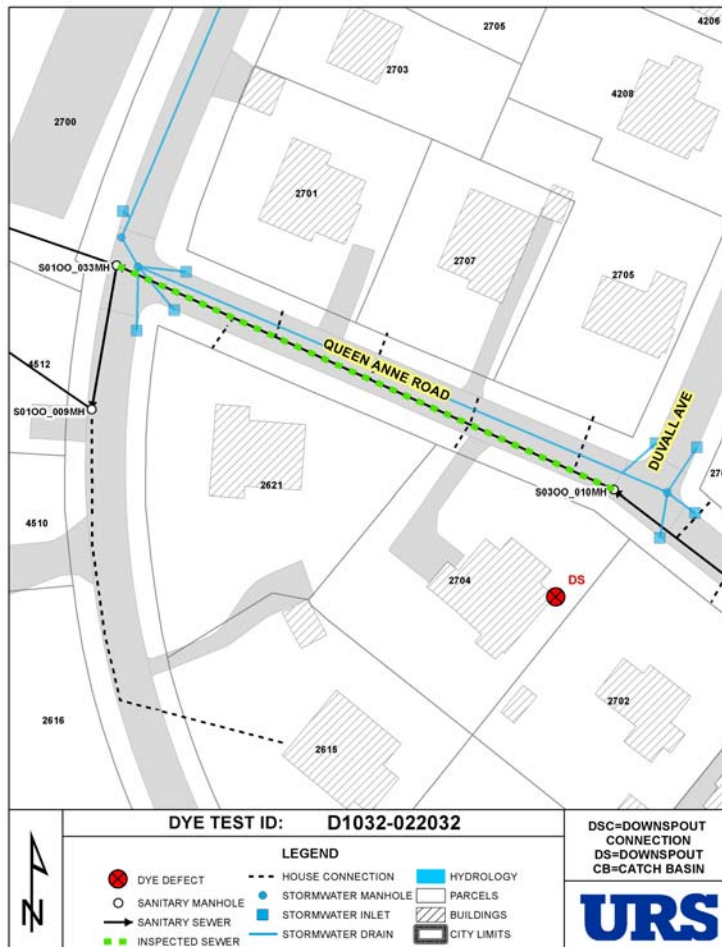 2705
4206
2703
4208
2700
2701
2707
2705
S01OO_033MH
QUEEN ANNE ROAD
4512
S01OO_009MH
DUVALL AVE
2621
S03OO_010MH
4510
2704
DS
2702
2616
2615
DYE TEST ID: D1032-022032
LEGEND
DYE DEFECT
SANITARY MANHOLE
SANITARY SEWER
INSPECTED SEWER
HOUSE CONNECTION
STORMWATER MANHOLE
STORMWATER INLET
STORMWATER DRAIN
HYDROLOGY
PARCELS
BUILDINGS
CITY LIMITS
DSC=DOWNSPOUT
CONNECTION
DS=DOWNSPOUT
CB=CATCH BASIN
N
URS